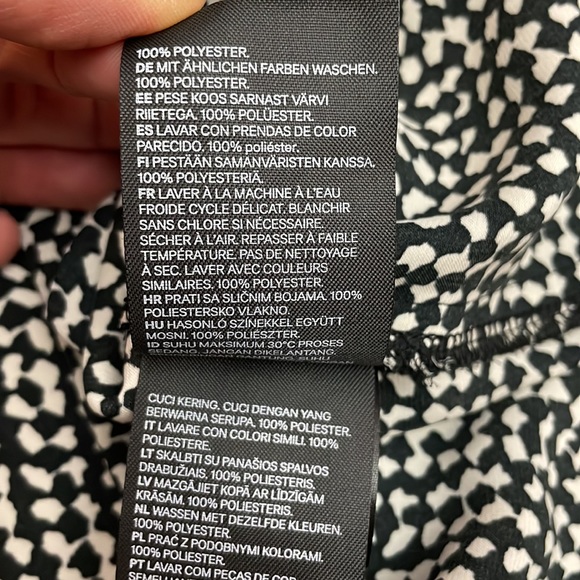 100% POLYESTER.
DE MIT ÄHNLICHEN FARBEN WASCHEN.
100% POLYESTER.
EE PESE KOOS SARNAST VÄRVI
RIIETEGA. 100% POLÜESTER.
ES LAVAR CON PRENDAS DE COLOR
PARECIDO. 100% poliéster.
FI PESTÄÄN SAMANVÄRISTEN KANSSA.
100% POLYESTERIÄ.
FR LAVER À LA MACHINE À L'EAU
FROIDE CYCLE DÉLICAT. BLANCHIR
SANS CHLORE SI NÉCESSAIRE.
SÉCHER À L'AIR. REPASSER À FAIBLE
TEMPÉRATURE. PAS DE NETTOYAGE
À SEC. LAVER AVEC COULEURS
SIMILAIRES. 100% POLYESTER.
HR PRATI SA SLIČNIM BOJAMA. 100%
POLIESTERSKO VLAKNO.
HU HASONLÓ SZÍNEKKEL EGYÜTT
MOSNI. 100% POLIÉSZTER.
ID SUHU MAKSIMUM 30°C PROSES
SEDANG, JANGAN DIKELANTANG.
CUCI KERING, CUCI DENGAN YANG
BERWARNA SERUPA. 100% POLIESTER.
IT LAVARE CON COLORI SIMILI. 100%
POLIESTERE.
LT SKALBTI SU PANAŠIOS SPALVOS
DRABUŽIAIS. 100% POLIESTERIS.
LV MAZGĀJIET KOPĀ AR LĪDZĪGĀM
KRĀSĀM. 100% POLIESTERIS.
NL WASSEN MET DEZELFDE KLEUREN.
100% POLYESTER.
PL PRAĆ Z PODOBNYMI KOLORAMI.
100% POLIESTER.
PT LAVAR COM PEÇAS DE COR